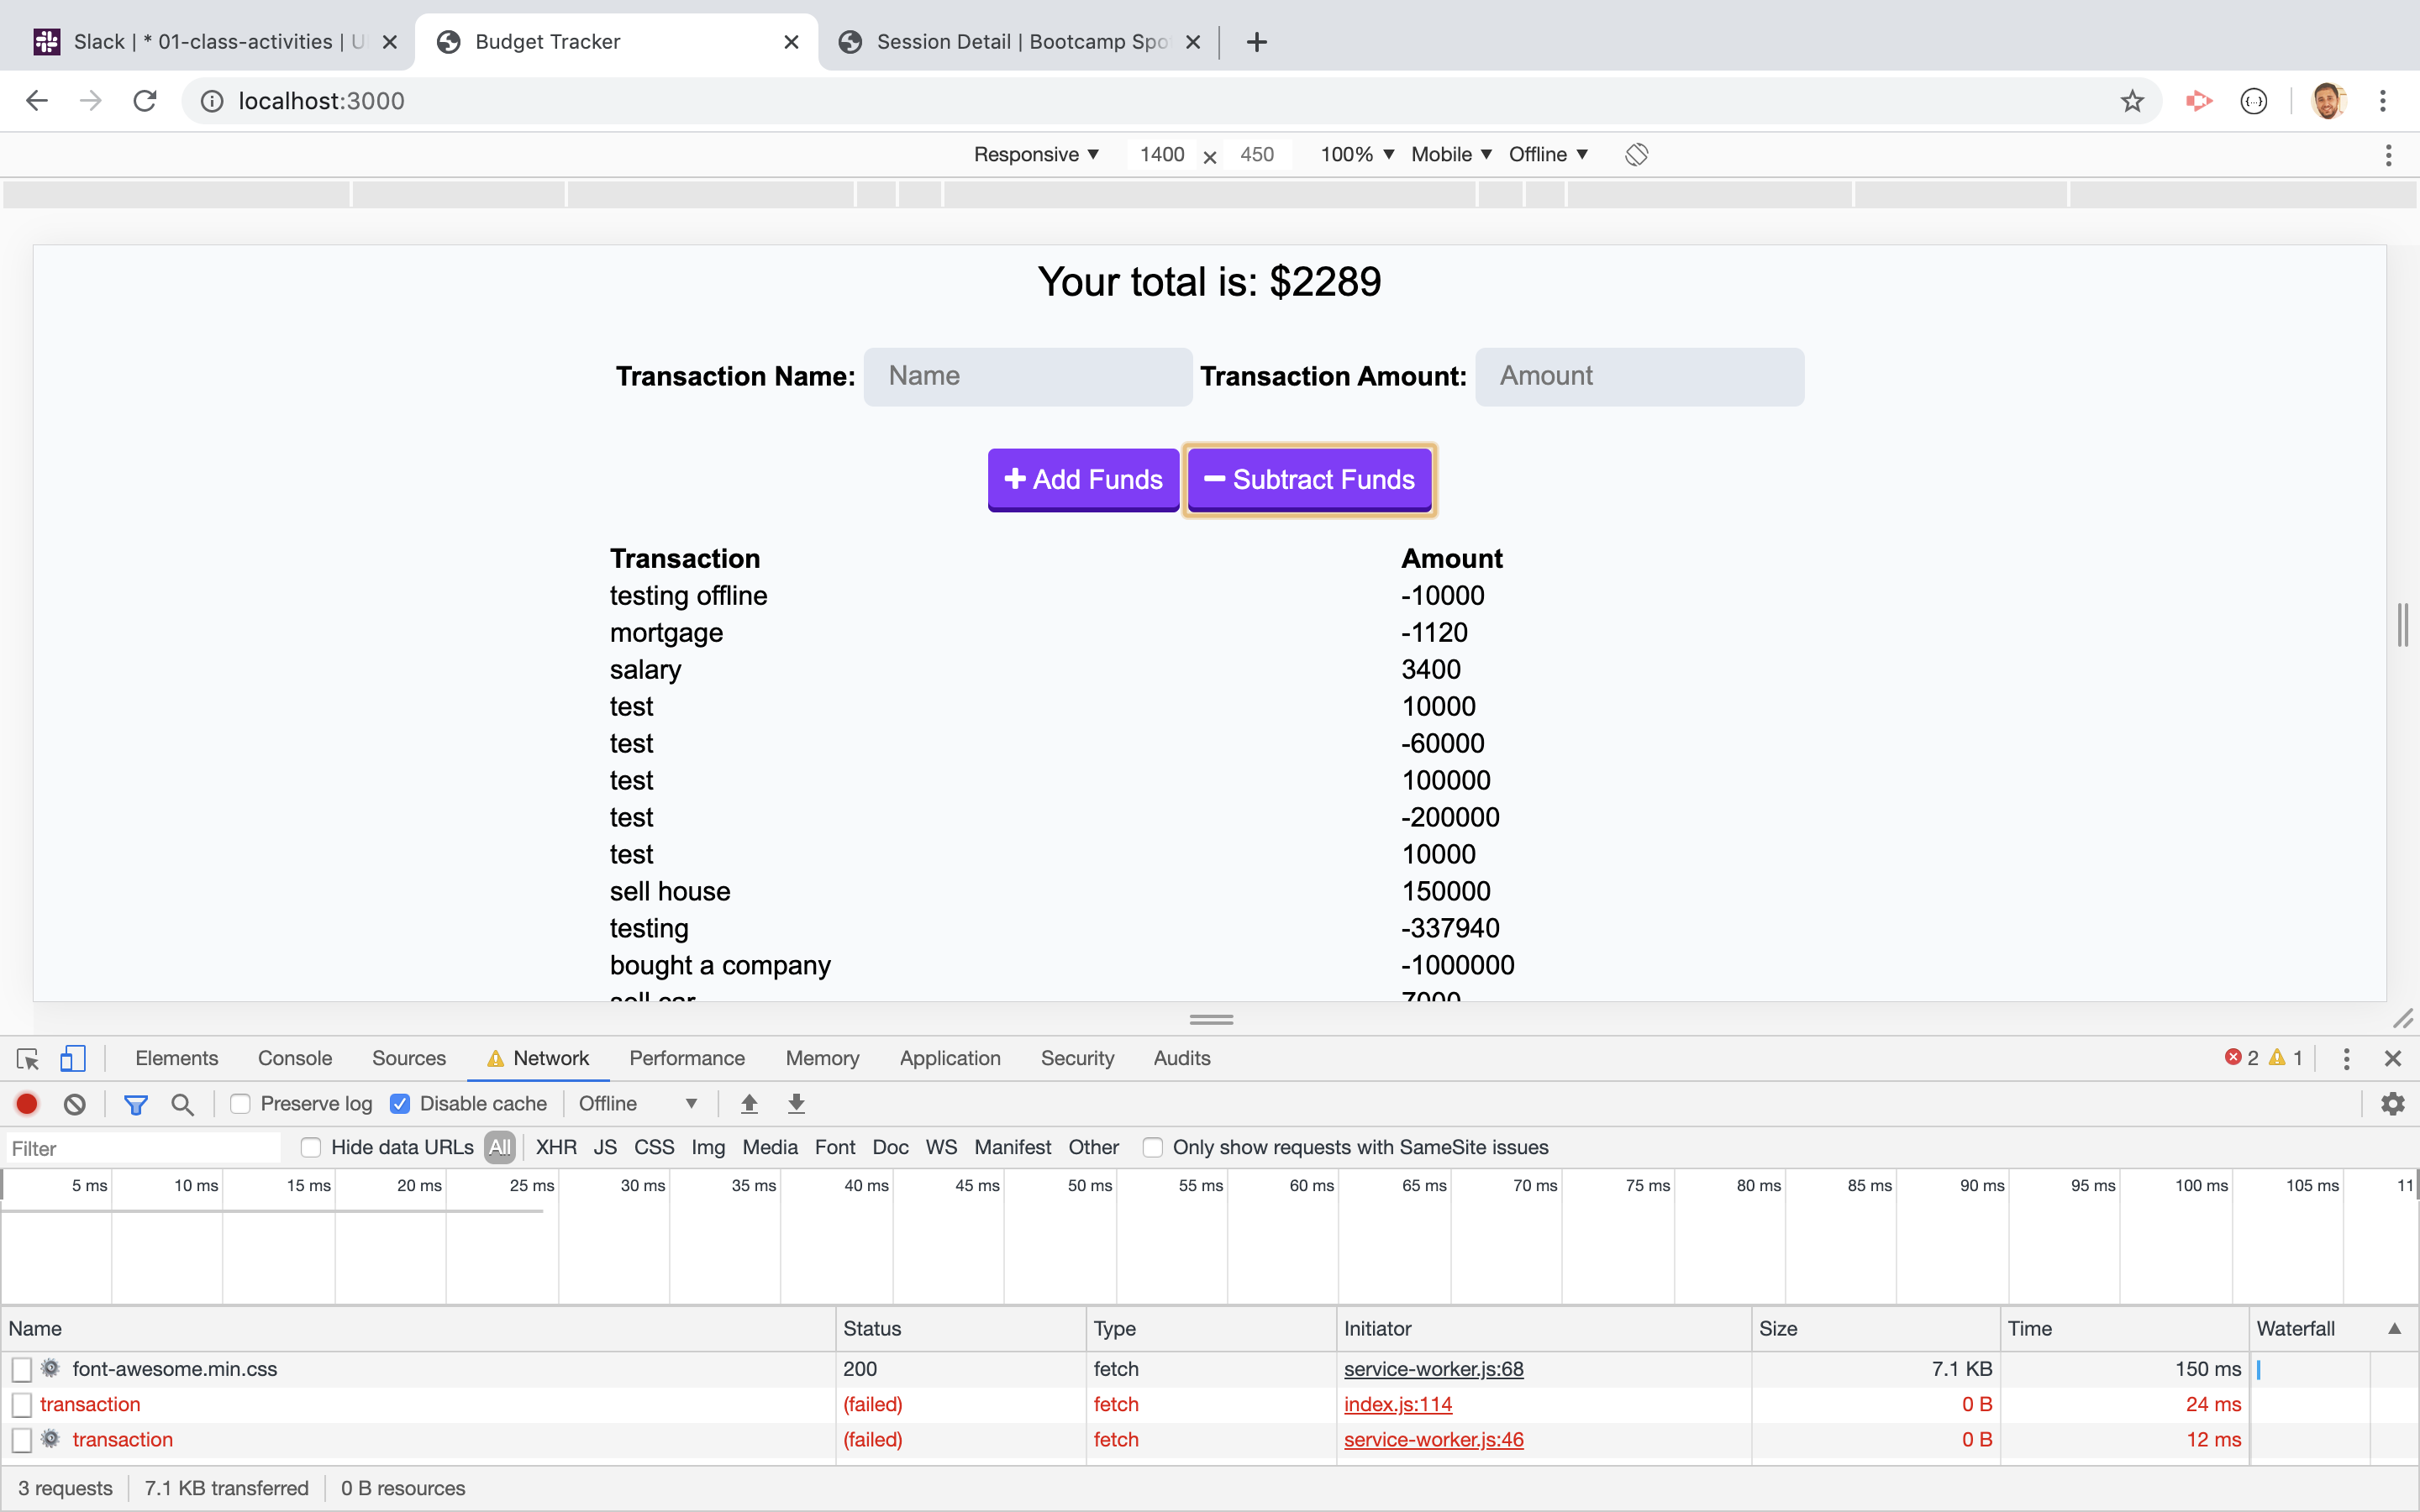 Slack | * 01-class-activities | U
Budget Tracker
Session Detail | Bootcamp Spo
localhost:3000
Responsive ▼ 1400 × 450 100% ▼ Mobile ▼ Offline ▼
Your total is: $2289
Transaction Name: Name Transaction Amount: Amount
Add Funds Subtract Funds
Transaction Amount
testing offline -10000
mortgage -1120
salary 3400
test 10000
test -60000
test 100000
test -200000
test 10000
sell house 150000
testing -337940
bought a company -1000000
sell car 7000
Elements Console Sources Network Performance Memory Application Security Audits 2 1
Preserve log Disable cache Offline ▼
Filter Hide data URLs All XHR JS CSS Img Media Font Doc WS Manifest Other Only show requests with SameSite issues
5 ms 10 ms 15 ms 20 ms 25 ms 30 ms 35 ms 40 ms 45 ms 50 ms 55 ms 60 ms 65 ms 70 ms 75 ms 80 ms 85 ms 90 ms 95 ms 100 ms 105 ms 11
Name Status Type Initiator Size Time Waterfall ▲
font-awesome.min.css 200 fetch service-worker.js:68 7.1 KB 150 ms
transaction (failed) fetch index.js:114 0 B 24 ms
transaction (failed) fetch service-worker.js:46 0 B 12 ms
3 requests 7.1 KB transferred 0 B resources